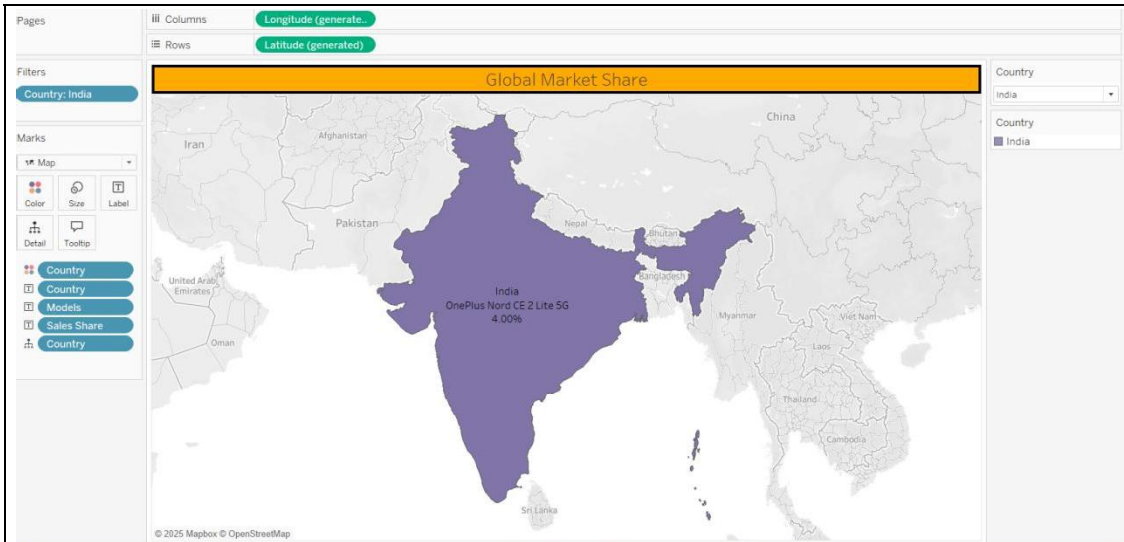 Pages
iii Columns
Longitude (generate..
Rows
Latitude (generated)
Filters
Country: India
Marks
Map
Color
Size
Label
Detail
Tooltip
Country
Country
Models
Sales Share
Country
Global Market Share
Iran
Afghanistan
China
Pakistan
Nepal
Bhutan
United Arab
Emirates
Bangladesh
India
OnePlus Nord CE 2 Lite 5G
4.00%
Oman
Myanmar
Viet Nam
Laos
Thailand
Cambodia
Sri Lanka
© 2025 Mapbox © OpenStreetMap
Country
India
Country
India